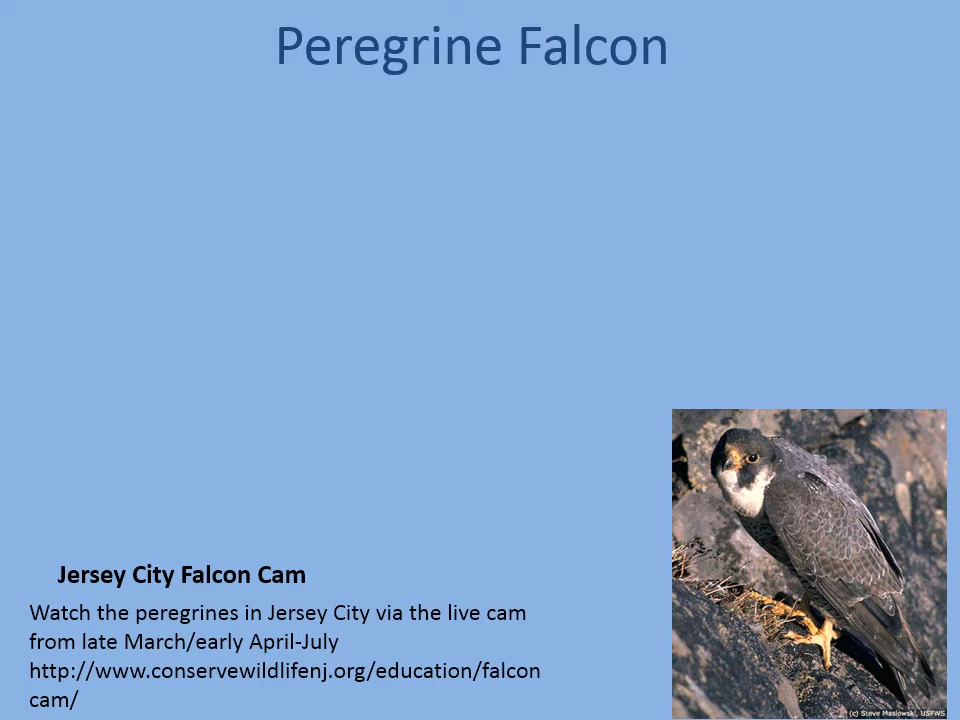 Peregrine Falcon
Jersey City Falcon Cam
Watch the peregrines in Jersey City via the live cam
from late March/early April-July
http://www.conservewildlifenj.org/education/falcon
cam/
(c) Steve Maslowski, USFWS